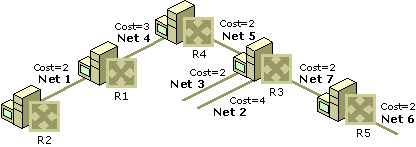 Cost=3
Net 4
Cost=2
Net 5
R4
Cost=2
Net 1
R1
Cost=2
Net 3
Cost=4
Net 2
R3
Cost=2
Net 7
R2
Cost=2
Net 6
R5